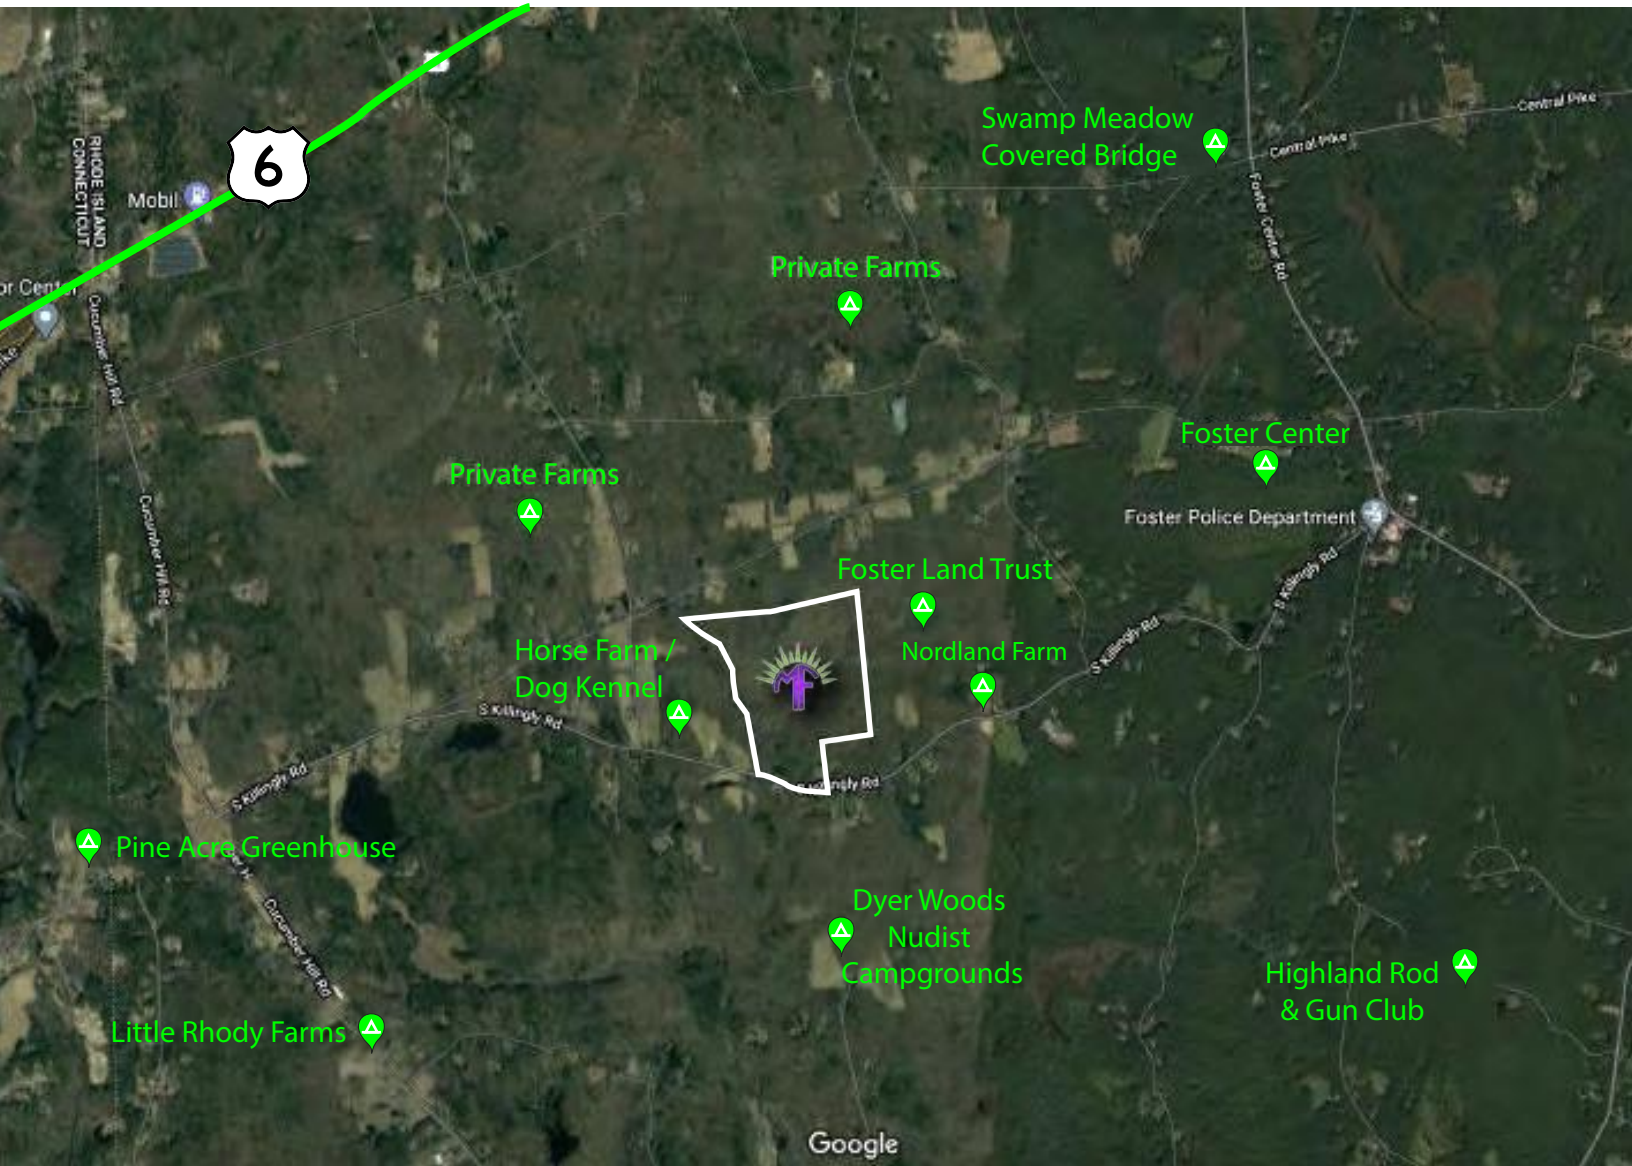 6
RHODE ISLAND
CONNECTICUT
Mobil
Swamp Meadow
Covered Bridge
Central Pike
Central Pike
Foster Center Rd
Private Farms
Cucumber Hill Rd
Foster Center
Private Farms
Cucumber Hill Rd
Foster Police Department
Foster Land Trust
S Killingly Rd
Horse Farm /
Dog Kennel
Nordland Farm
S Killingly Rd
MF
S Killingly Rd
S Killingly Rd
Pine Acre Greenhouse
Cucumber Hill Rd
Dyer Woods
Nudist
Campgrounds
Highland Rod
& Gun Club
Little Rhody Farms
Google